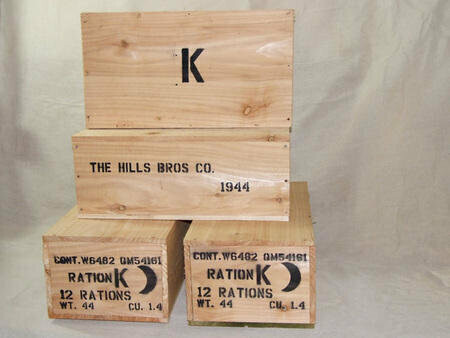 K
THE HILLS BROS CO.
1944
CONT. W6482 QM54161
RATION K
12 RATIONS
WT. 44 CU. 1.4
CONT. W6482 QM54161
RATION K
12 RATIONS
WT. 44 CU. 1.4